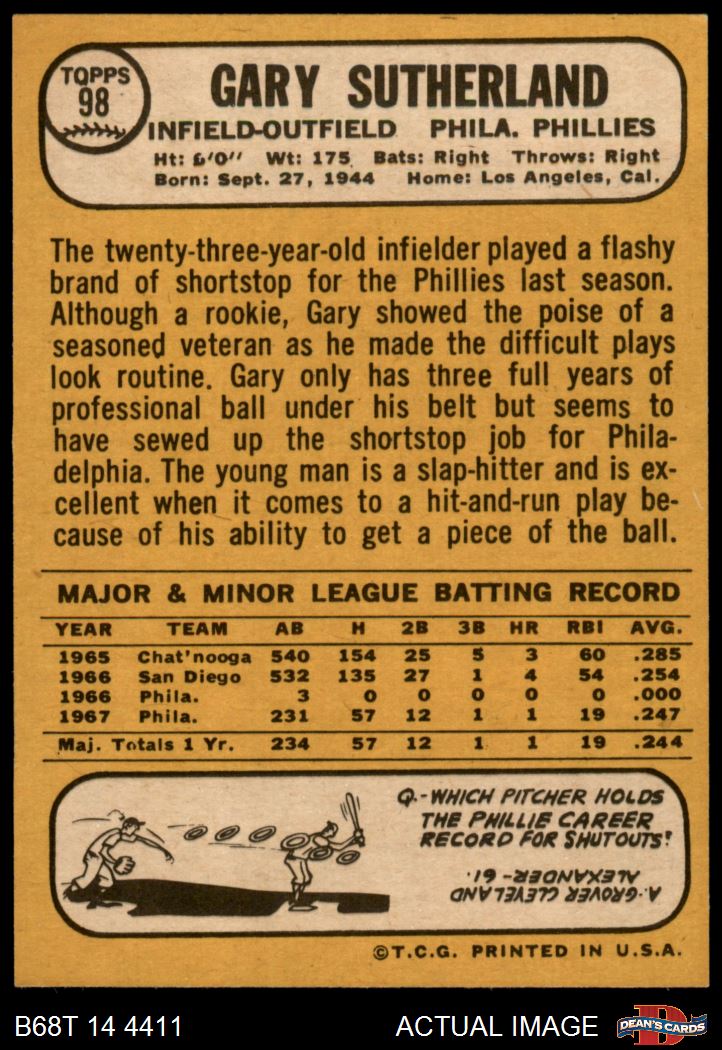 TOPPS
98
GARY SUTHERLAND
INFIELD-OUTFIELD PHILA. PHILLIES
Ht: 6'0" Wt: 175 Bats: Right Throws: Right
Born: Sept. 27, 1944 Home: Los Angeles, Cal.
The twenty-three-year-old infielder played a flashy
brand of shortstop for the Phillies last season.
Although a rookie, Gary showed the poise of a
seasoned veteran as he made the difficult plays
look routine. Gary only has three full years of
professional ball under his belt but seems to
have sewed up the shortstop job for Phila-
delphia. The young man is a slap-hitter and is ex-
cellent when it comes to a hit-and-run play be-
cause of his ability to get a piece of the ball.
MAJOR & MINOR LEAGUE BATTING RECORD
YEAR TEAM AB H 2B 3B HR RBI AVG.
1965 Chat'nooga 540 154 25 5 3 60 .285
1966 San Diego 532 135 27 1 4 54 .254
1966 Phila. 3 0 0 0 0 0 .000
1967 Phila. 231 57 12 1 1 19 .247
Maj. Totals 1 Yr. 234 57 12 1 1 19 .244
Q.-WHICH PITCHER HOLDS
THE PHILLIE CAREER
RECORD FOR SHUTOUTS?
A.-GROVER CLEVELAND
ALEXANDER - 61.
©T.C.G. PRINTED IN U.S.A.
B68T 14 4411 ACTUAL IMAGE
D
DEAN'S CARDS